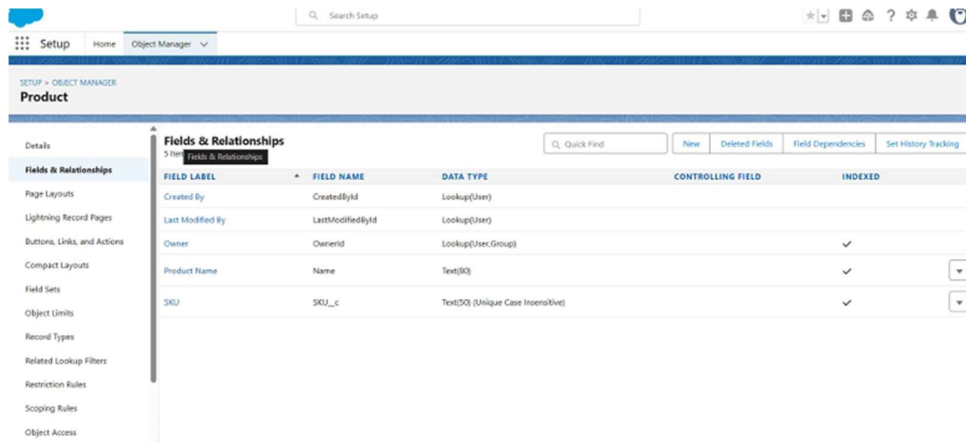 Search Setup
Setup Home Object Manager
SETUP > OBJECT MANAGER
Product
Details
Fields & Relationships
Page Layouts
Lightning Record Pages
Buttons, Links, and Actions
Compact Layouts
Field Sets
Object Limits
Record Types
Related Lookup Filters
Restriction Rules
Scoping Rules
Object Access
Fields & Relationships
5 Item
Fields & Relationships
Quick Find
New Deleted Fields Field Dependencies Set History Tracking
FIELD LABEL FIELD NAME DATA TYPE CONTROLLING FIELD INDEXED
Created By CreatedById Lookup(User)
Last Modified By LastModifiedById Lookup(User)
Owner OwnerId Lookup(User,Group)
Product Name Name Text(80)
SKU SKU__c Text(50) (Unique Case Insensitive)